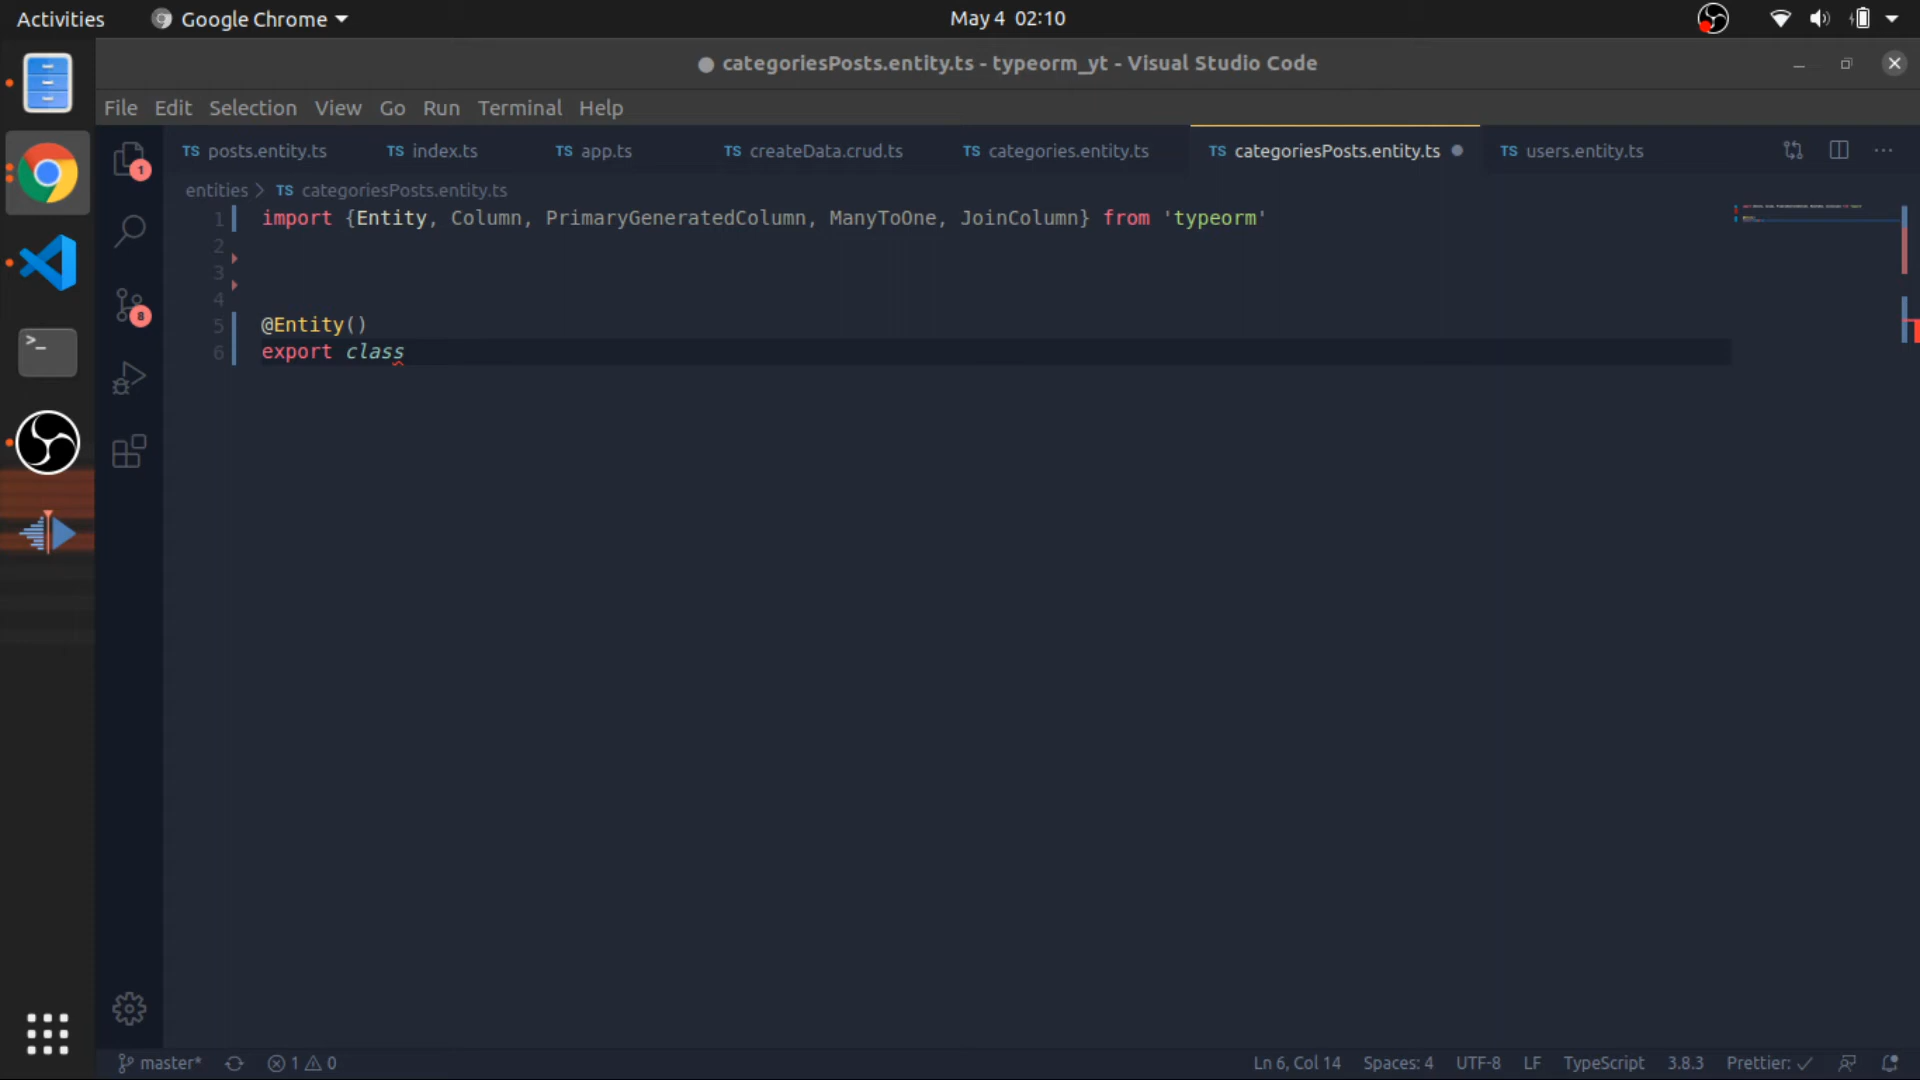 Activities Google Chrome May 4 02:10
categoriesPosts.entity.ts - typeorm_yt - Visual Studio Code
File Edit Selection View Go Run Terminal Help
TS posts.entity.ts TS index.ts TS app.ts TS createData.crud.ts TS categories.entity.ts TS categoriesPosts.entity.ts TS users.entity.ts
1
entities > TS categoriesPosts.entity.ts
1 import {Entity, Column, PrimaryGeneratedColumn, ManyToOne, JoinColumn} from 'typeorm'
2
3
4
8
5 @Entity()
6 export class
master* 1 0 Ln 6, Col 14 Spaces: 4 UTF-8 LF TypeScript 3.8.3 Prettier: ✓